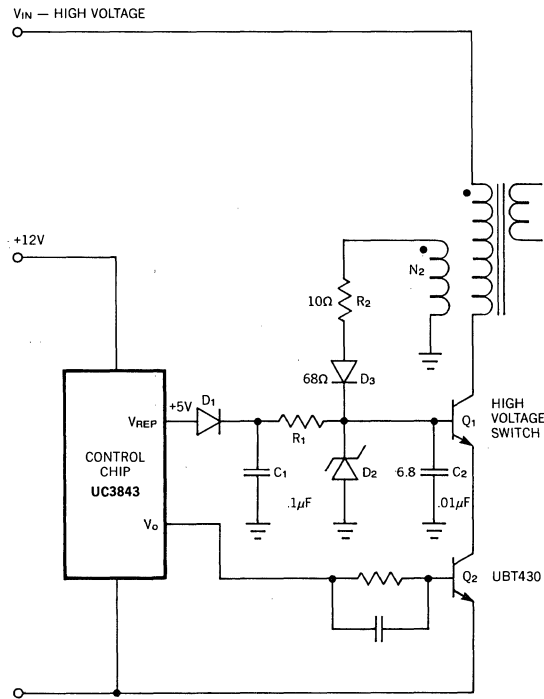 VIN — HIGH VOLTAGE
+12V
N2
10Ω R2
68Ω D3
+5V D1
VREP
R1
Q1
HIGH
VOLTAGE
SWITCH
CONTROL
CHIP
UC3843
C1
D2
6.8 C2
.1μF
.01μF
Vo
Q2 UBT430